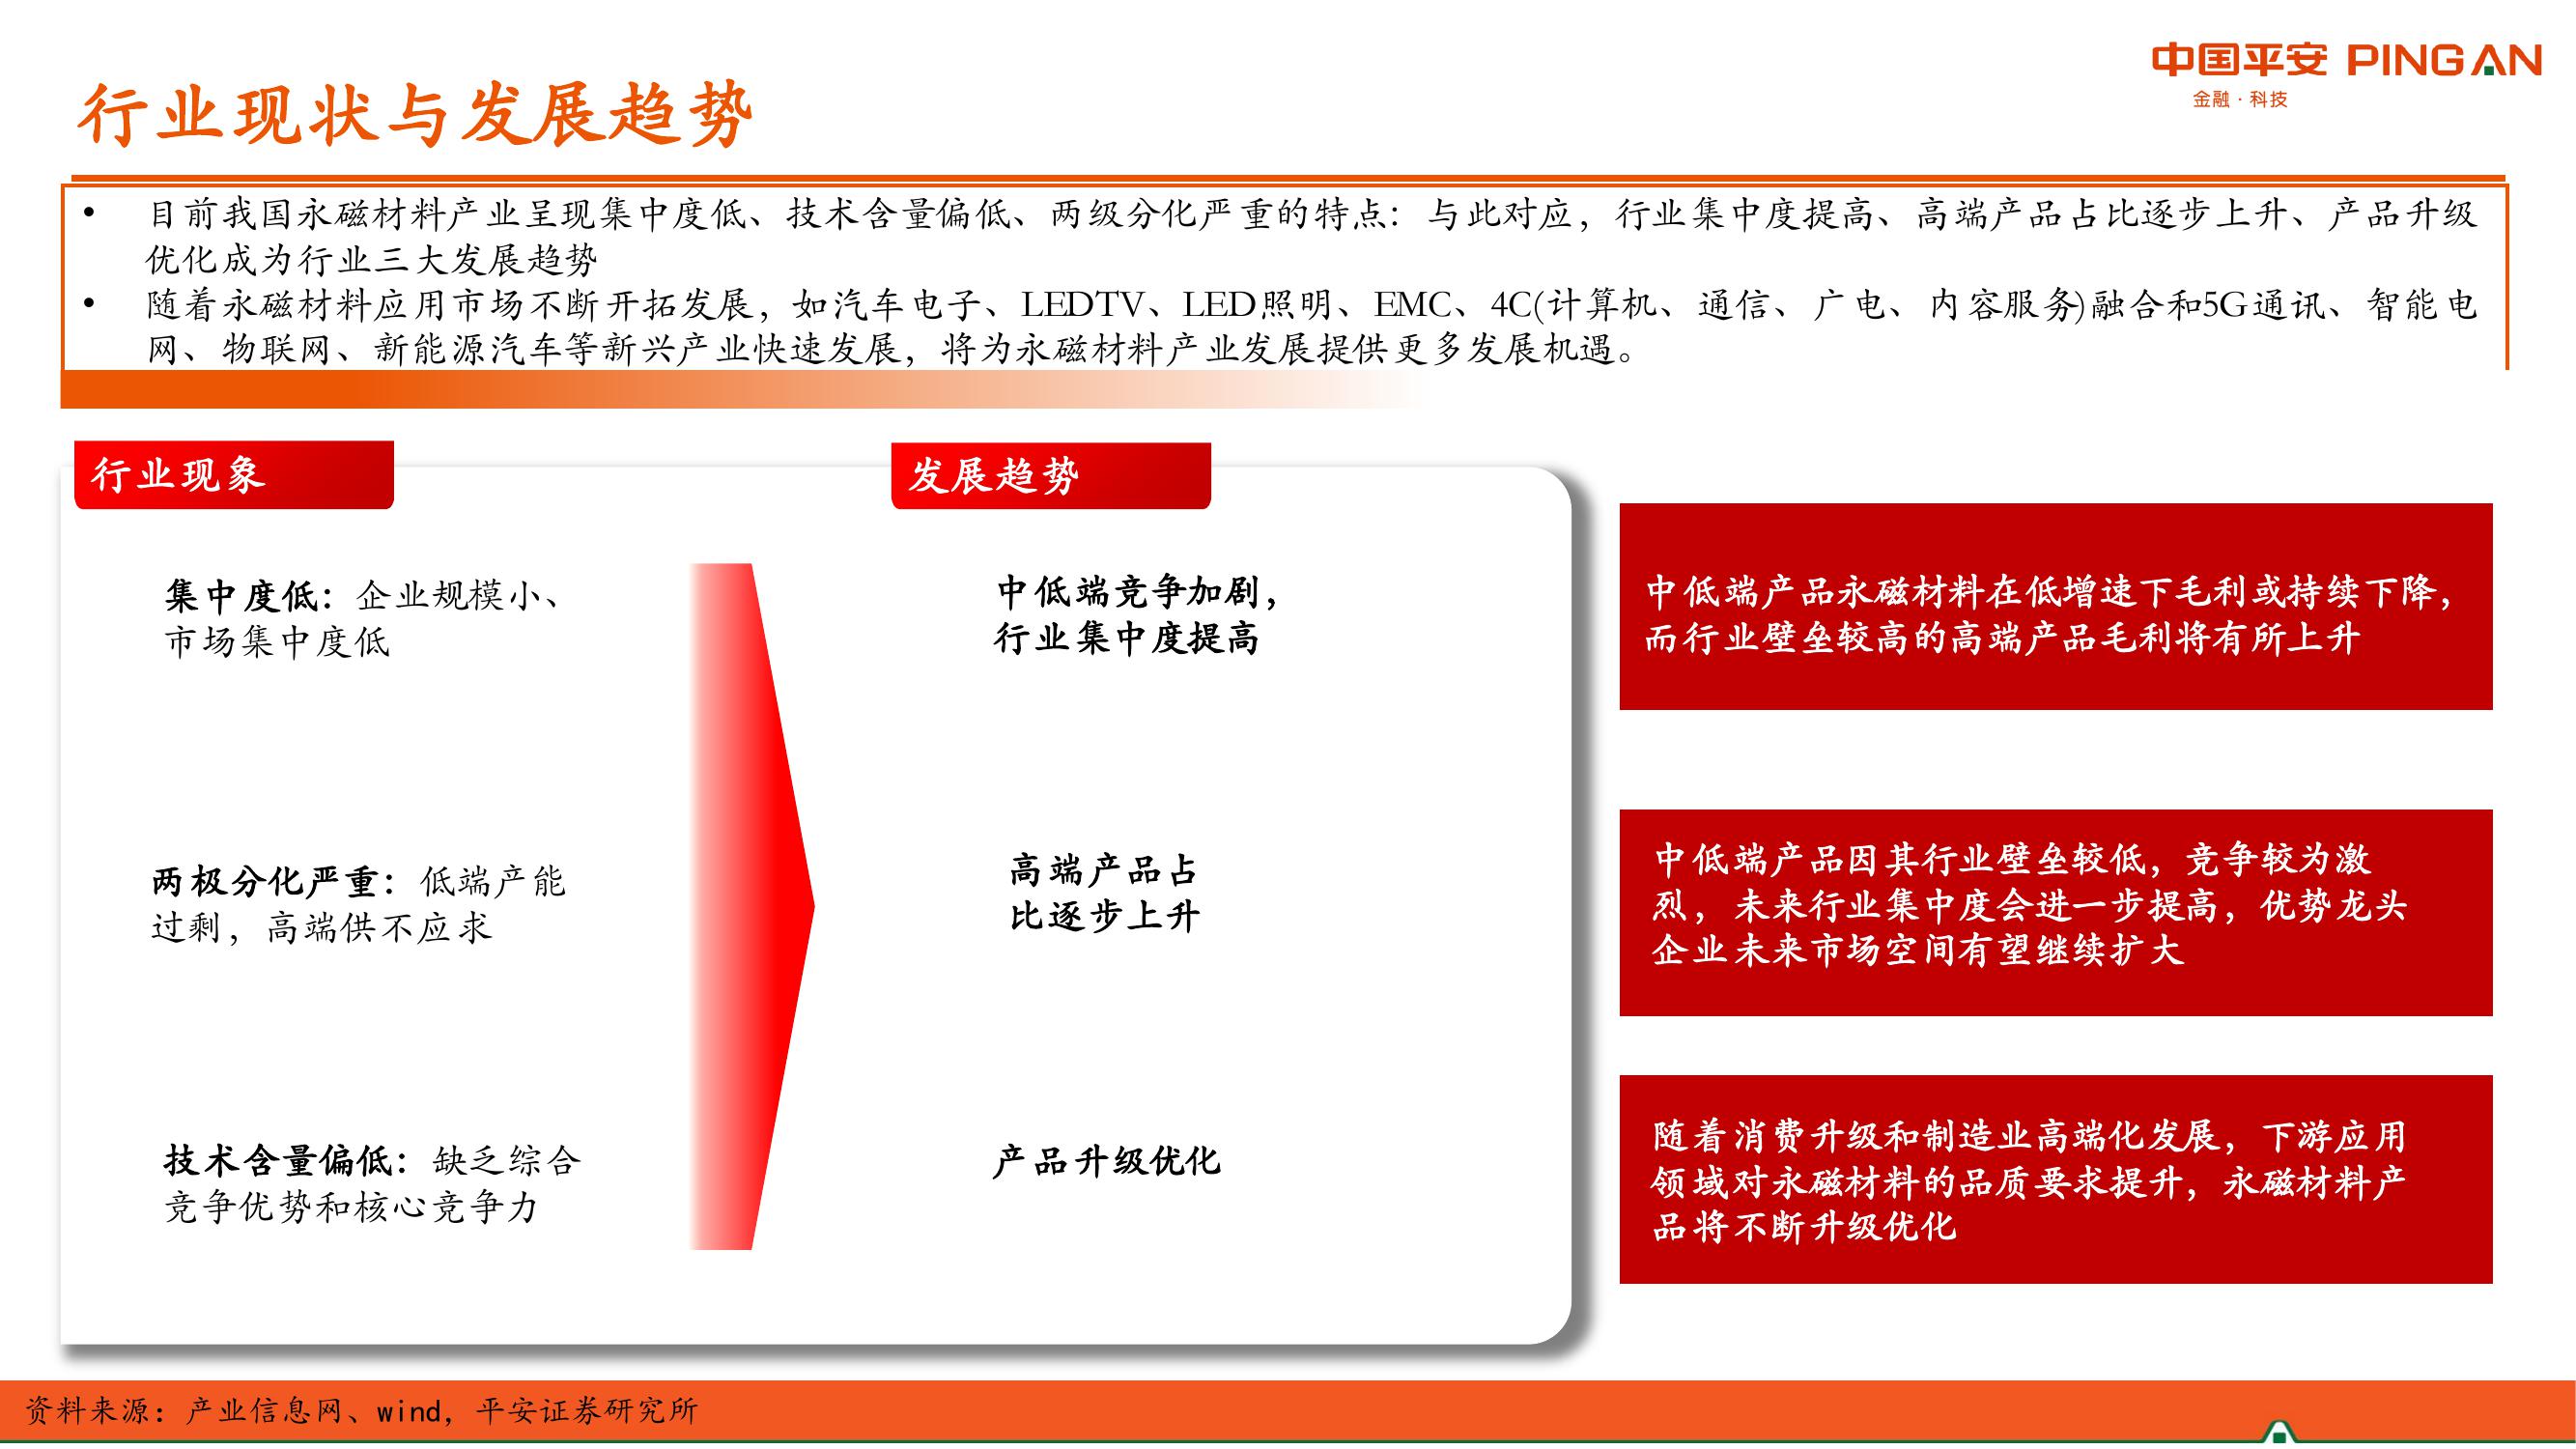 中国平安 PINGAN
金融·科技
行业现状与发展趋势
• 目前我国永磁材料产业呈现集中度低、技术含量偏低、两级分化严重的特点：与此对应，行业集中度提高、高端产品占比逐步上升、产品升级
优化成为行业三大发展趋势
• 随着永磁材料应用市场不断开拓发展，如汽车电子、LEDTV、LED照明、EMC、4C(计算机、通信、广电、内容服务)融合和5G通讯、智能电
网、物联网、新能源汽车等新兴产业快速发展，将为永磁材料产业发展提供更多发展机遇。
行业现象
集中度低：企业规模小、
市场集中度低
两极分化严重：低端产能
过剩，高端供不应求
技术含量偏低：缺乏综合
竞争优势和核心竞争力
发展趋势
中低端竞争加剧，
行业集中度提高
高端产品占
比逐步上升
产品升级优化
中低端产品永磁材料在低增速下毛利或持续下降，
而行业壁垒较高的高端产品毛利将有所上升
中低端产品因其行业壁垒较低，竞争较为激
烈，未来行业集中度会进一步提高，优势龙头
企业未来市场空间有望继续扩大
随着消费升级和制造业高端化发展，下游应用
领域对永磁材料的品质要求提升，永磁材料产
品将不断升级优化
资料来源：产业信息网、wind，平安证券研究所